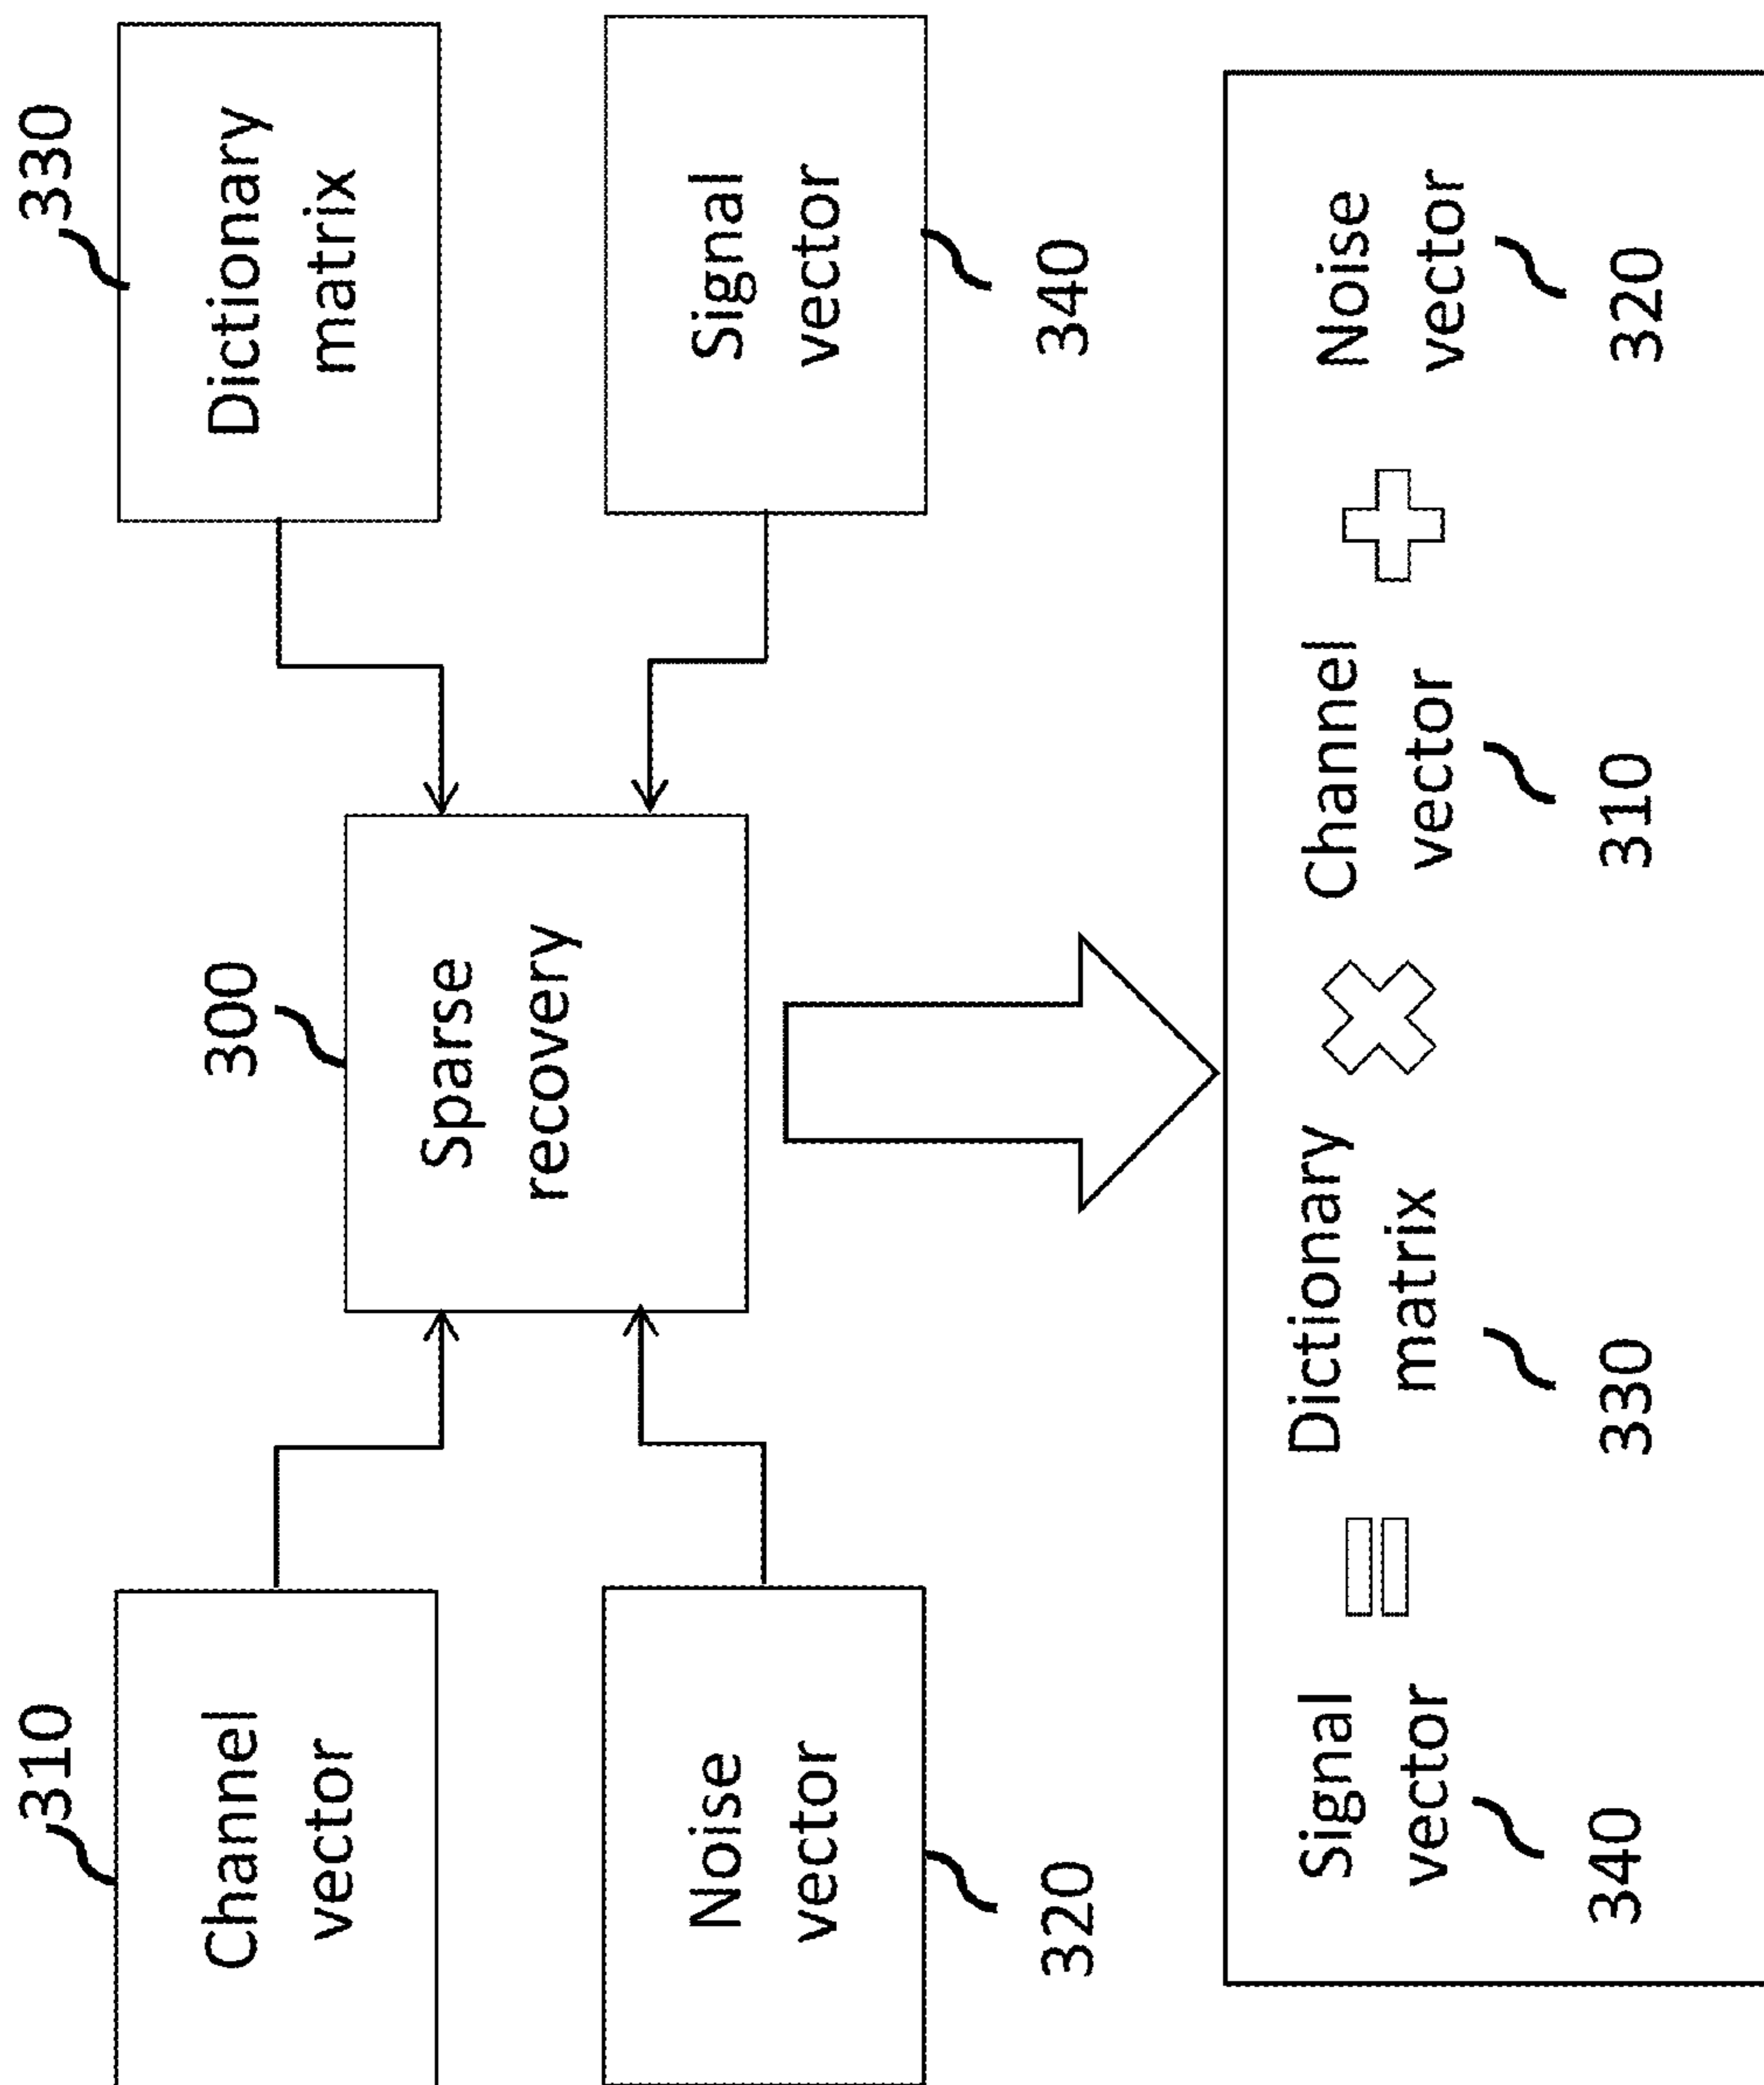 310
Channel
vector
Noise
vector
320
300
Sparse
recovery
330
Dictionary
matrix
Signal
vector
340
Signal
vector
340
Dictionary
matrix
330
Channel
vector
310
Noise
vector
320